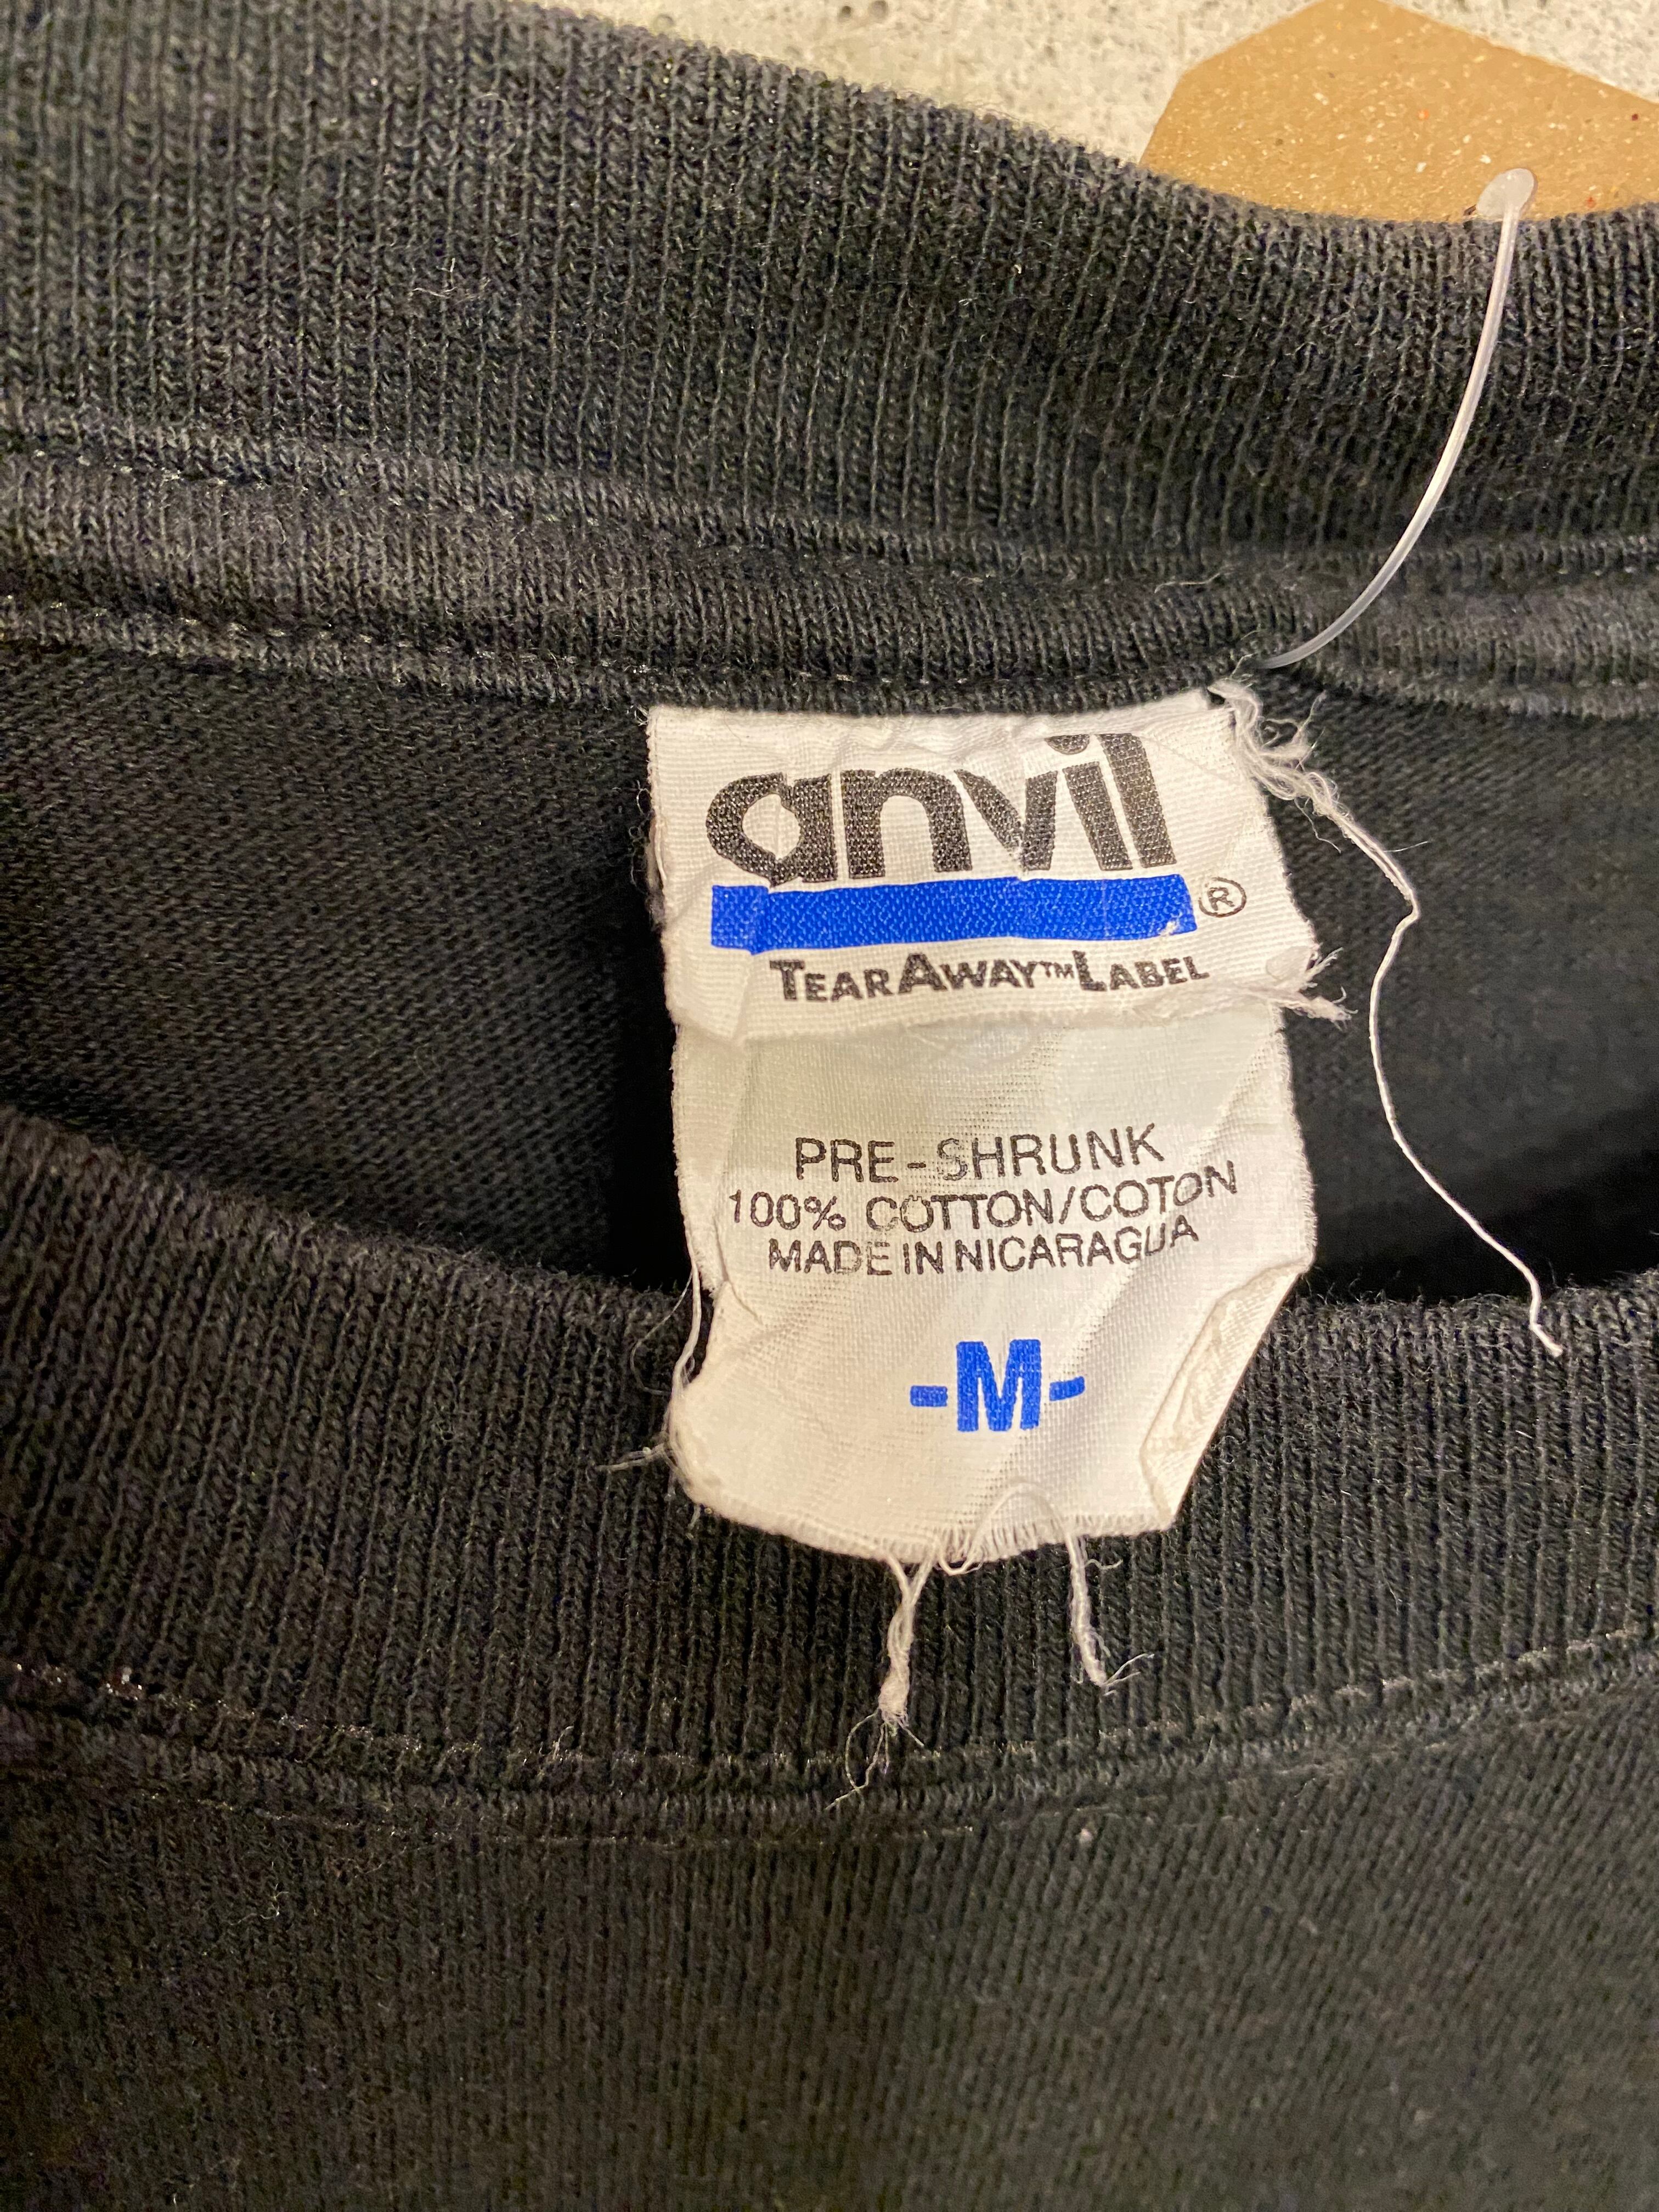 anvil®
TEARAWAY™LABEL
PRE-SHRUNK
100% COTTON/COTON
MADE IN NICARAGUA
-M-